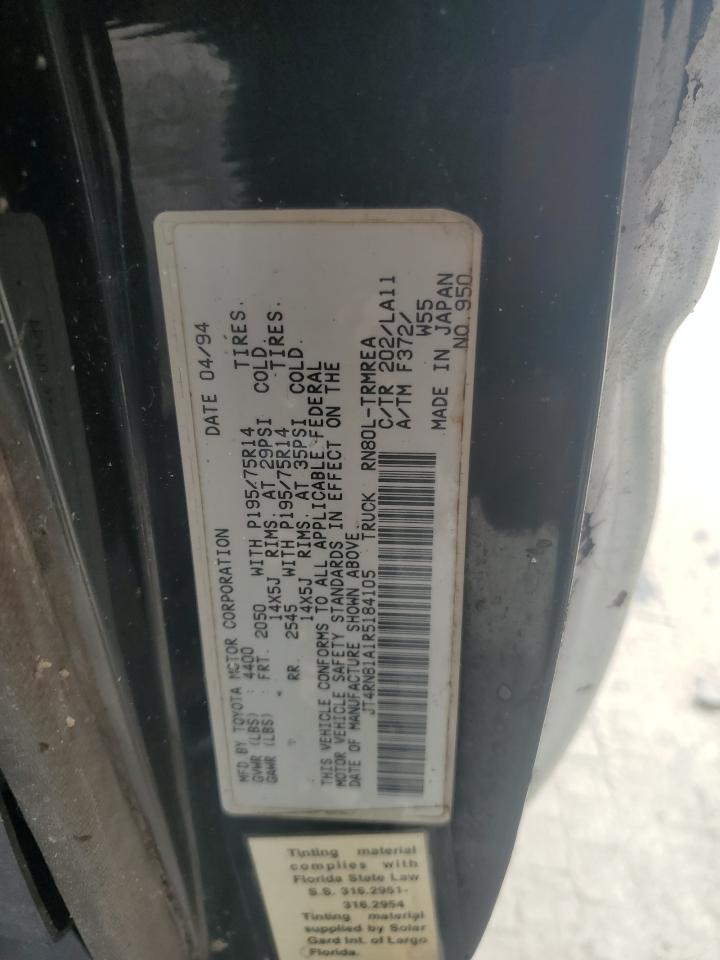 MFD BY TOYOTA MOTOR CORPORATION DATE 04/94
GVWR (LBS) : 4400
GAWR (LBS) : FRT. 2050 WITH P195/75R14 TIRES.
14X5J RIMS. AT 29PSI COLD.
RR. 2545 WITH P195/75R14 TIRES.
14X5J RIMS. AT 35PSI COLD.
THIS VEHICLE CONFORMS TO ALL APPLICABLE FEDERAL
MOTOR VEHICLE SAFETY STANDARDS IN EFFECT ON THE
DATE OF MANUFACTURE SHOWN ABOVE.
JT4RN81A1R5184105 TRUCK RN80L-TRMREA
C/TR 202/LA11
A/TM F372/
W55
MADE IN JAPAN
NO 950
Tinting material
complies with
Florida State Law
S.S. 316.2951-
316.2954
Tinting material
supplied by Solar
Gard Int. of Largo
Florida.